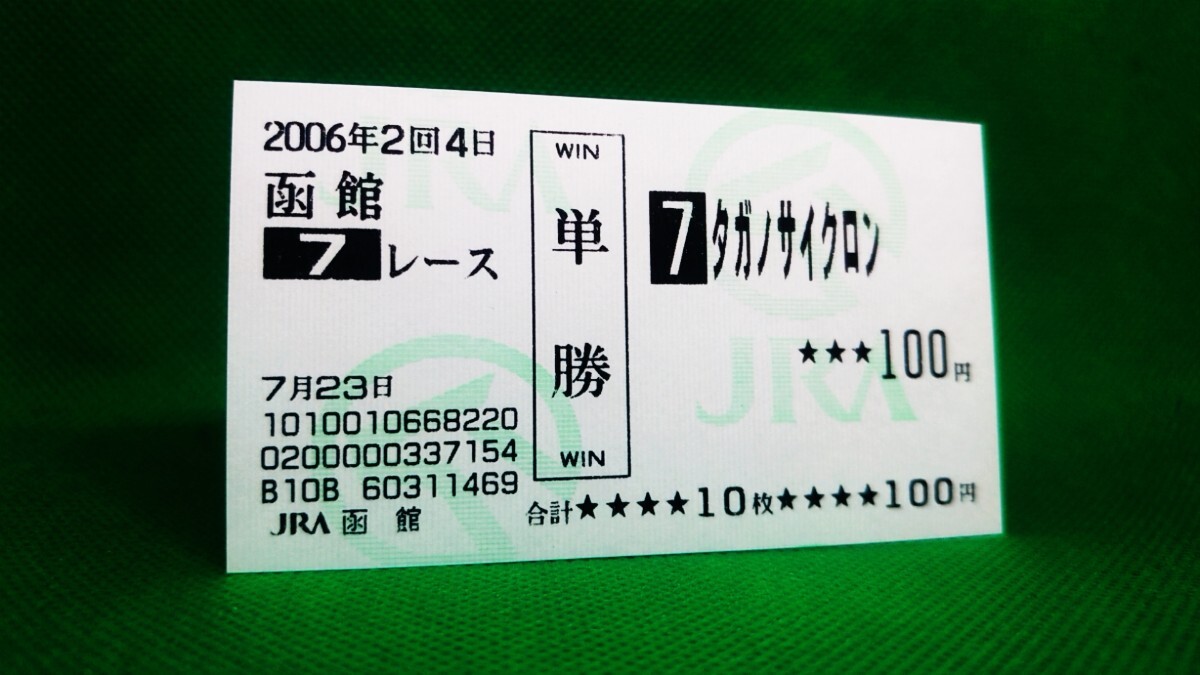 2006年2回4日
函館
7レース
7月23日
1010010668220
0200000337154
B10B 60311469
JRA 函館
WIN
単勝
WIN
7タガノサイクロン
★★★100円
合計★★★★10枚★★★★100円
JRA
JRA